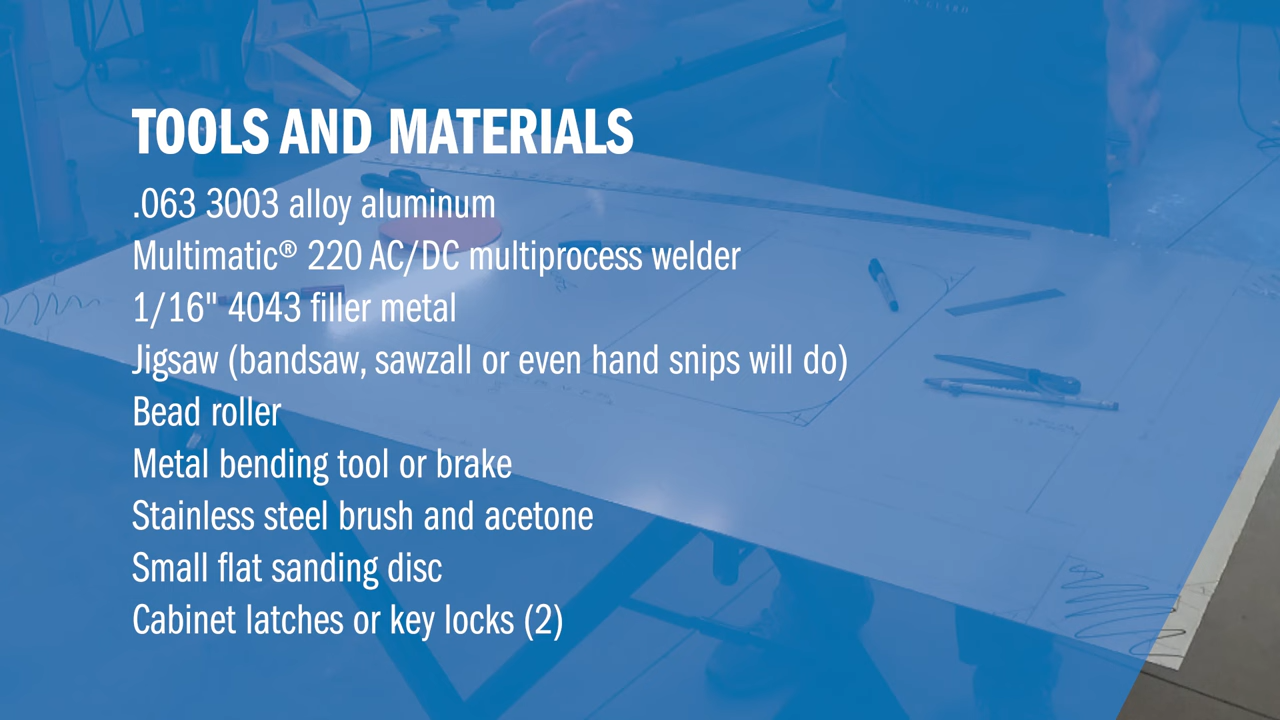 TOOLS AND MATERIALS
.063 3003 alloy aluminum
Multimatic® 220 AC/DC multiprocess welder
1/16" 4043 filler metal
Jigsaw (bandsaw, sawzall or even hand snips will do)
Bead roller
Metal bending tool or brake
Stainless steel brush and acetone
Small flat sanding disc
Cabinet latches or key locks (2)